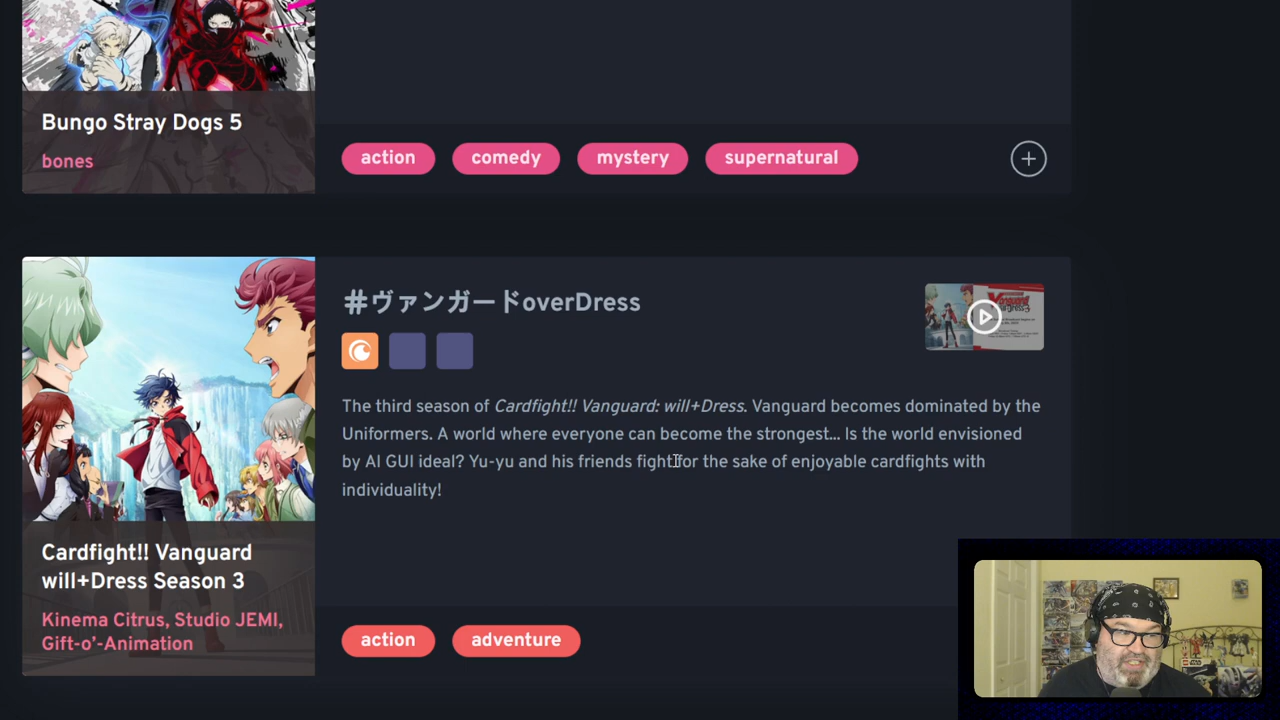 Bungo Stray Dogs 5
bones
action
comedy
mystery
supernatural
#ヴァンガードoverDress
Vanguard
The third season of Cardfight!! Vanguard: will+Dress. Vanguard becomes dominated by the
Uniformers. A world where everyone can become the strongest... Is the world envisioned
by AI GUI ideal? Yu-yu and his friends fight for the sake of enjoyable cardfights with
individuality!
Cardfight!! Vanguard
will+Dress Season 3
Kinema Citrus, Studio JEMI,
Gift-o’-Animation
action
adventure